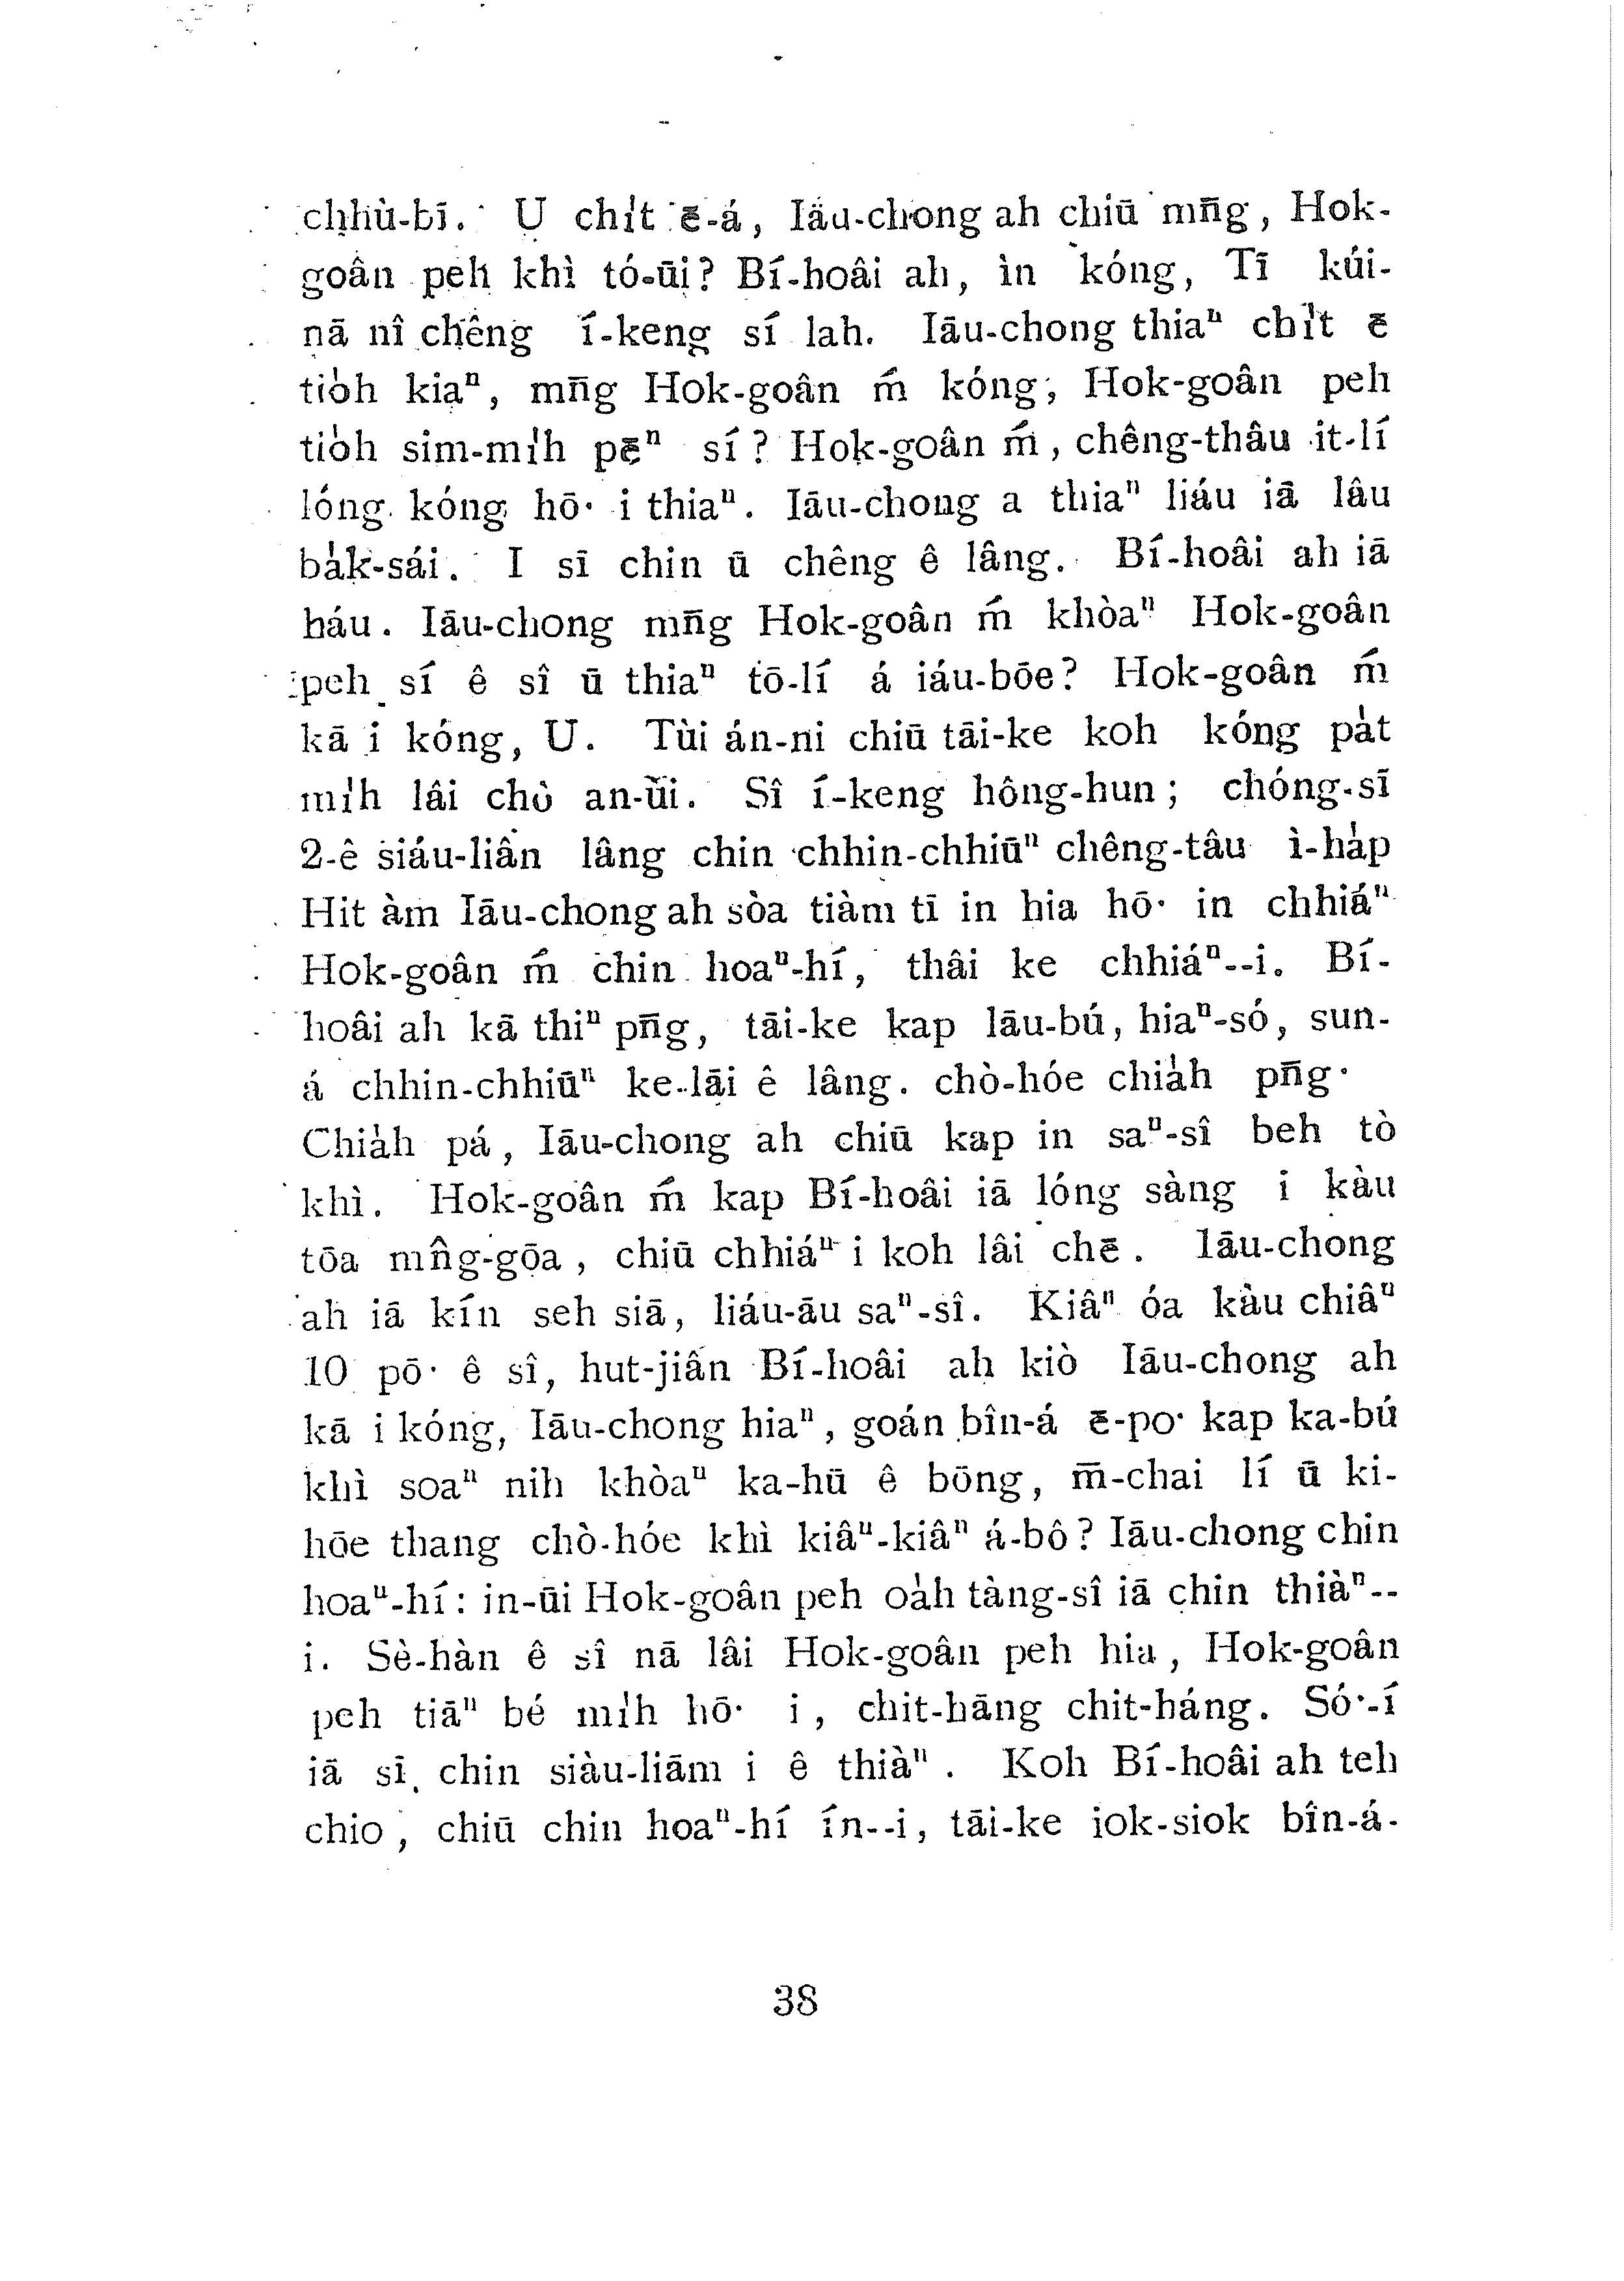 chhù-bī. U chi̍t ē-á, Iāu-chong ah chiū mn̄g, Hok-
goân peh khì tó-ūi? Bí-hoâi ah, ìn kóng, Tī kúi-
nā nî chêng í-keng sí lah. Iāu-chong thiaⁿ chi̍t ē
tio̍h kiaⁿ, mn̄g Hok-goân ḿ kóng, Hok-goân peh
tio̍h sim-mi̍h pēⁿ sí? Hok-goân ḿ, chêng-thâu it-lí
lóng kóng hō͘ i thiaⁿ. Iāu-chong a thiaⁿ liáu iā lâu
ba̍k-sái. I sī chin ū chêng ê lâng. Bí-hoâi ah iā
háu. Iāu-chong mn̄g Hok-goân ḿ khòaⁿ Hok-goân
peh sí ê sî ū thiaⁿ tō-lí á iáu-bōe? Hok-goân ḿ
kā i kóng, U. Tùi án-ni chiū tāi-ke koh kóng pa̍t
mi̍h lâi chò an-ùi. Sî í-keng hông-hun; chóng-sī
2-ê siáu-liân lâng chin chhin-chhiūⁿ chêng-tâu ì-ha̍p
Hit àm Iāu-chong ah sòa tiàm tī in hia hō͘ in chhiáⁿ
Hok-goân ḿ chin hoaⁿ-hí, thâi ke chhiáⁿ--i. Bí-
hoâi ah kā thiⁿ pn̄g, tāi-ke kap lāu-bú, hiaⁿ-só, sun-
á chhin-chhiūⁿ ke-lāi ê lâng. chò-hóe chia̍h pn̄g.
Chia̍h pá, Iāu-chong ah chiū kap in saⁿ-sî beh tò
khì. Hok-goân ḿ kap Bí-hoâi iā lóng sàng i kàu
tōa mn̂g-gōa, chiū chhiáⁿ i koh lâi chē. Iāu-chong
ah iā kín seh siā, liáu-āu saⁿ-sî. Kiâⁿ óa kàu chiâⁿ
10 pō͘ ê sî, hut-jiân Bí-hoâi ah kiò Iāu-chong ah
kā i kóng, Iāu-chong hiaⁿ, goán bîn-á ē-po͘ kap ka-bú
khì soaⁿ nih khòaⁿ ka-hū ê bōng, m̄-chai lí ū ki-
hōe thang chò-hóe khì kiâⁿ-kiâⁿ á-bô? Iāu-chong chin
hoaⁿ-hí: in-ūi Hok-goân peh oa̍h tàng-sî iā chin thiàⁿ--
i. Sè-hàn ê sî nā lâi Hok-goân peh hia, Hok-goân
peh tiāⁿ bé mi̍h hō͘ i, chit-hāng chit-háng. Só͘-í
iā sī chin siàu-liām i ê thiàⁿ. Koh Bí-hoâi ah teh
chio, chiū chin hoaⁿ-hí ín--i, tāi-ke iok-siok bîn-á-
38